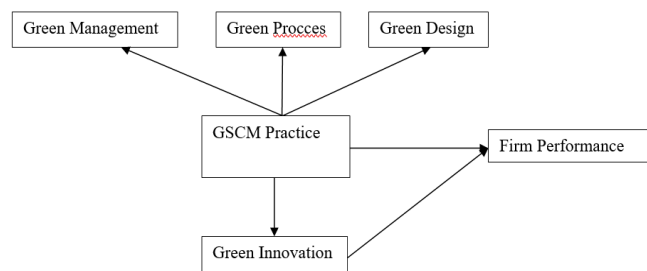 Green Management
Green Procces
Green Design
GSCM Practice
Firm Performance
Green Innovation